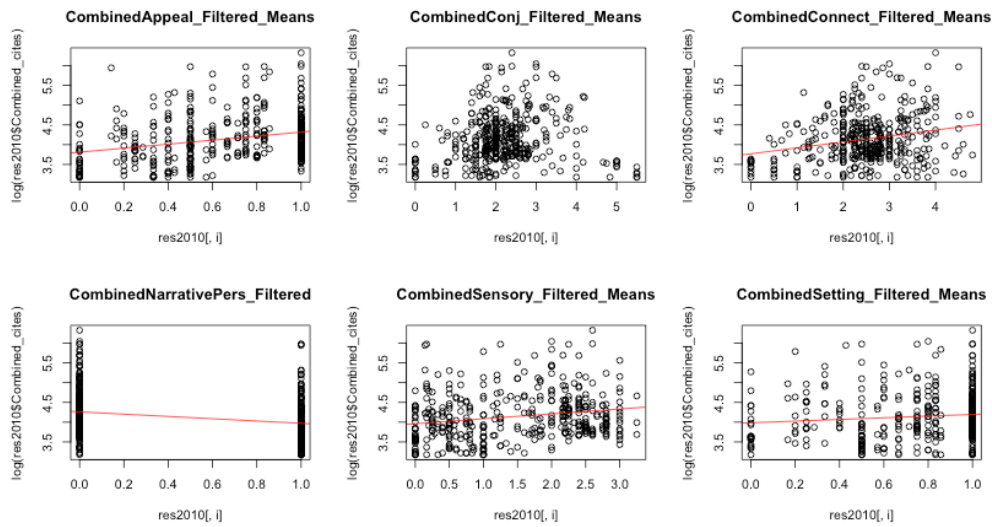 CombinedAppeal_Filtered_Means
log(res2010$Combined_cites)
3.5 4.5 5.5
0.0 0.2 0.4 0.6 0.8 1.0
res2010[, i]
CombinedConj_Filtered_Means
log(res2010$Combined_cites)
3.5 4.5 5.5
0 1 2 3 4 5
res2010[, i]
CombinedConnect_Filtered_Means
log(res2010$Combined_cites)
3.5 4.5 5.5
0 1 2 3 4
res2010[, i]
CombinedNarrativePers_Filtered
log(res2010$Combined_cites)
3.5 4.5 5.5
0.0 0.2 0.4 0.6 0.8 1.0
res2010[, i]
CombinedSensory_Filtered_Means
log(res2010$Combined_cites)
3.5 4.5 5.5
0.0 0.5 1.0 1.5 2.0 2.5 3.0
res2010[, i]
CombinedSetting_Filtered_Means
log(res2010$Combined_cites)
3.5 4.5 5.5
0.0 0.2 0.4 0.6 0.8 1.0
res2010[, i]